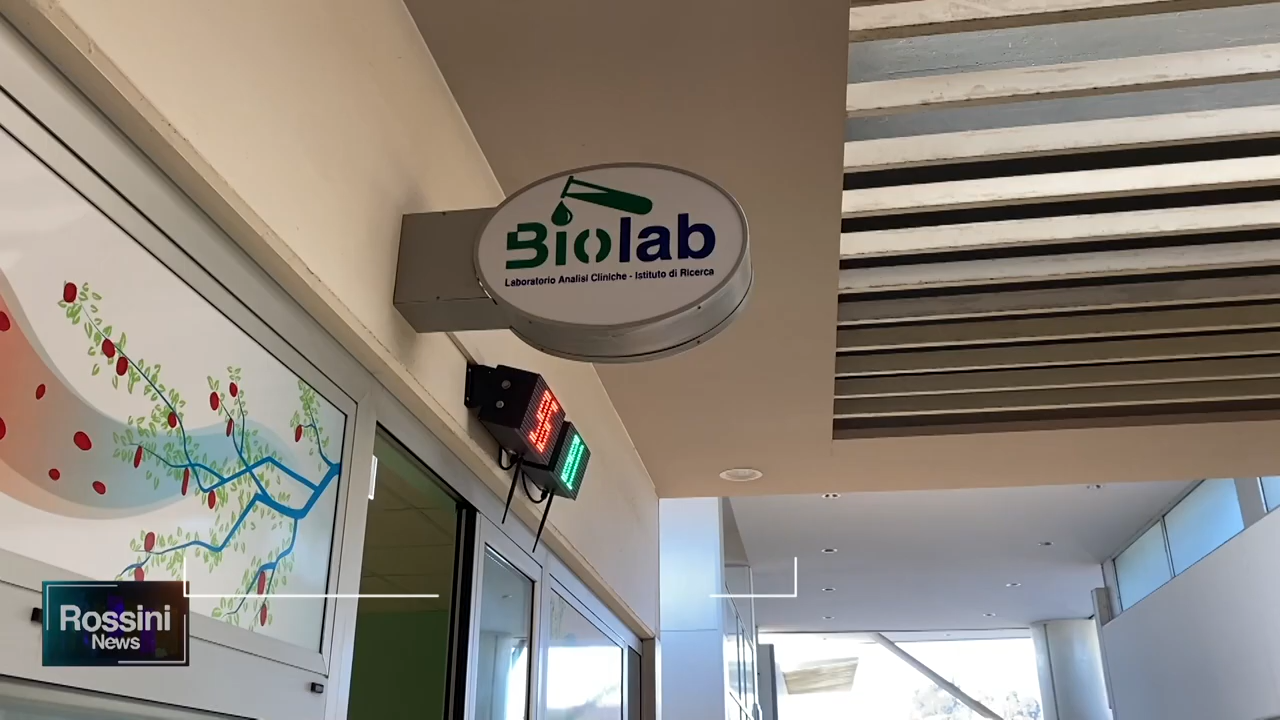 Biolab
Laboratorio Analisi Cliniche - Istituto di Ricerca
Rossini
News